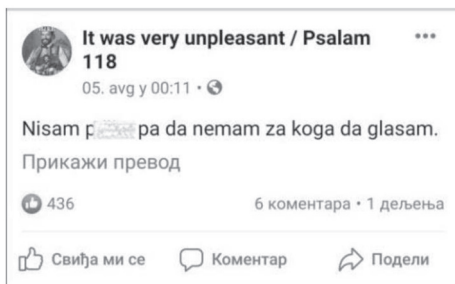 It was very unpleasant / Psalam
118
05. avg у 00:11
Nisam pa da nemam za koga da glasam.
Прикажи превод
436
6 коментара • 1 дељења
Свиђа ми се
Коментар
Подели